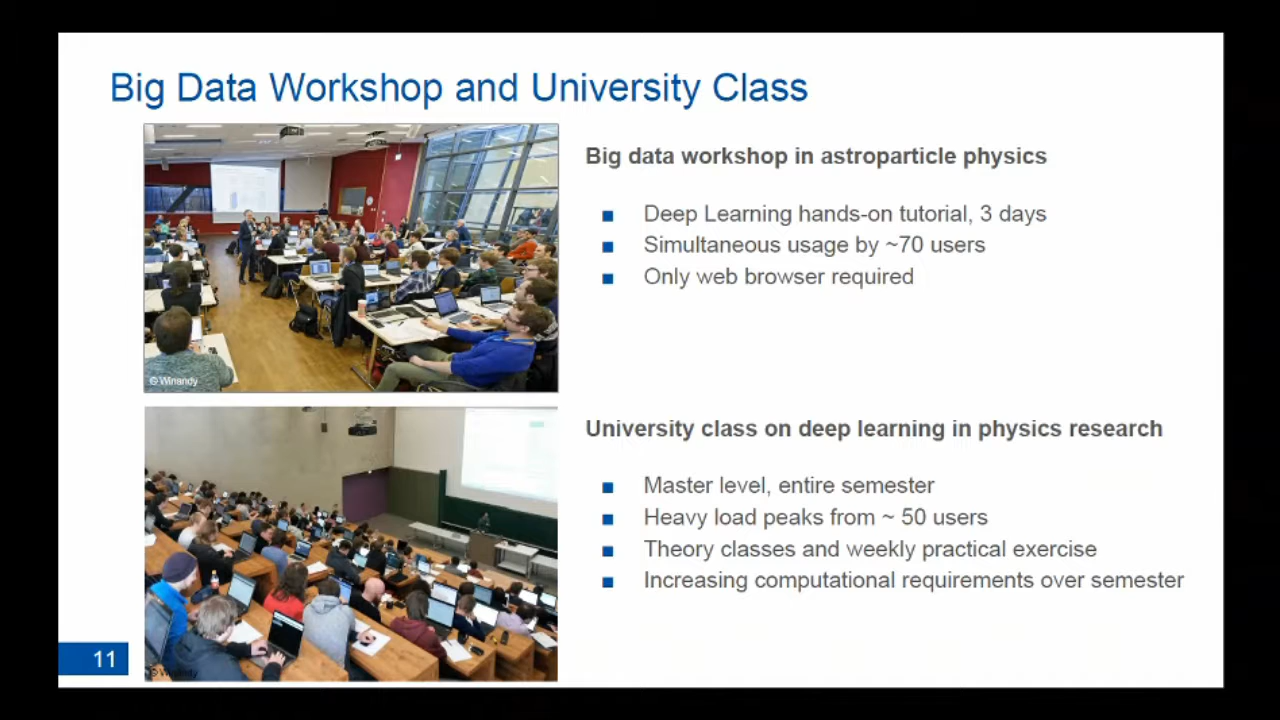 Big Data Workshop and University Class
Big data workshop in astroparticle physics
Deep Learning hands-on tutorial, 3 days
Simultaneous usage by ~70 users
Only web browser required
© Winandy
University class on deep learning in physics research
Master level, entire semester
Heavy load peaks from ~ 50 users
Theory classes and weekly practical exercise
Increasing computational requirements over semester
© Winandy
11